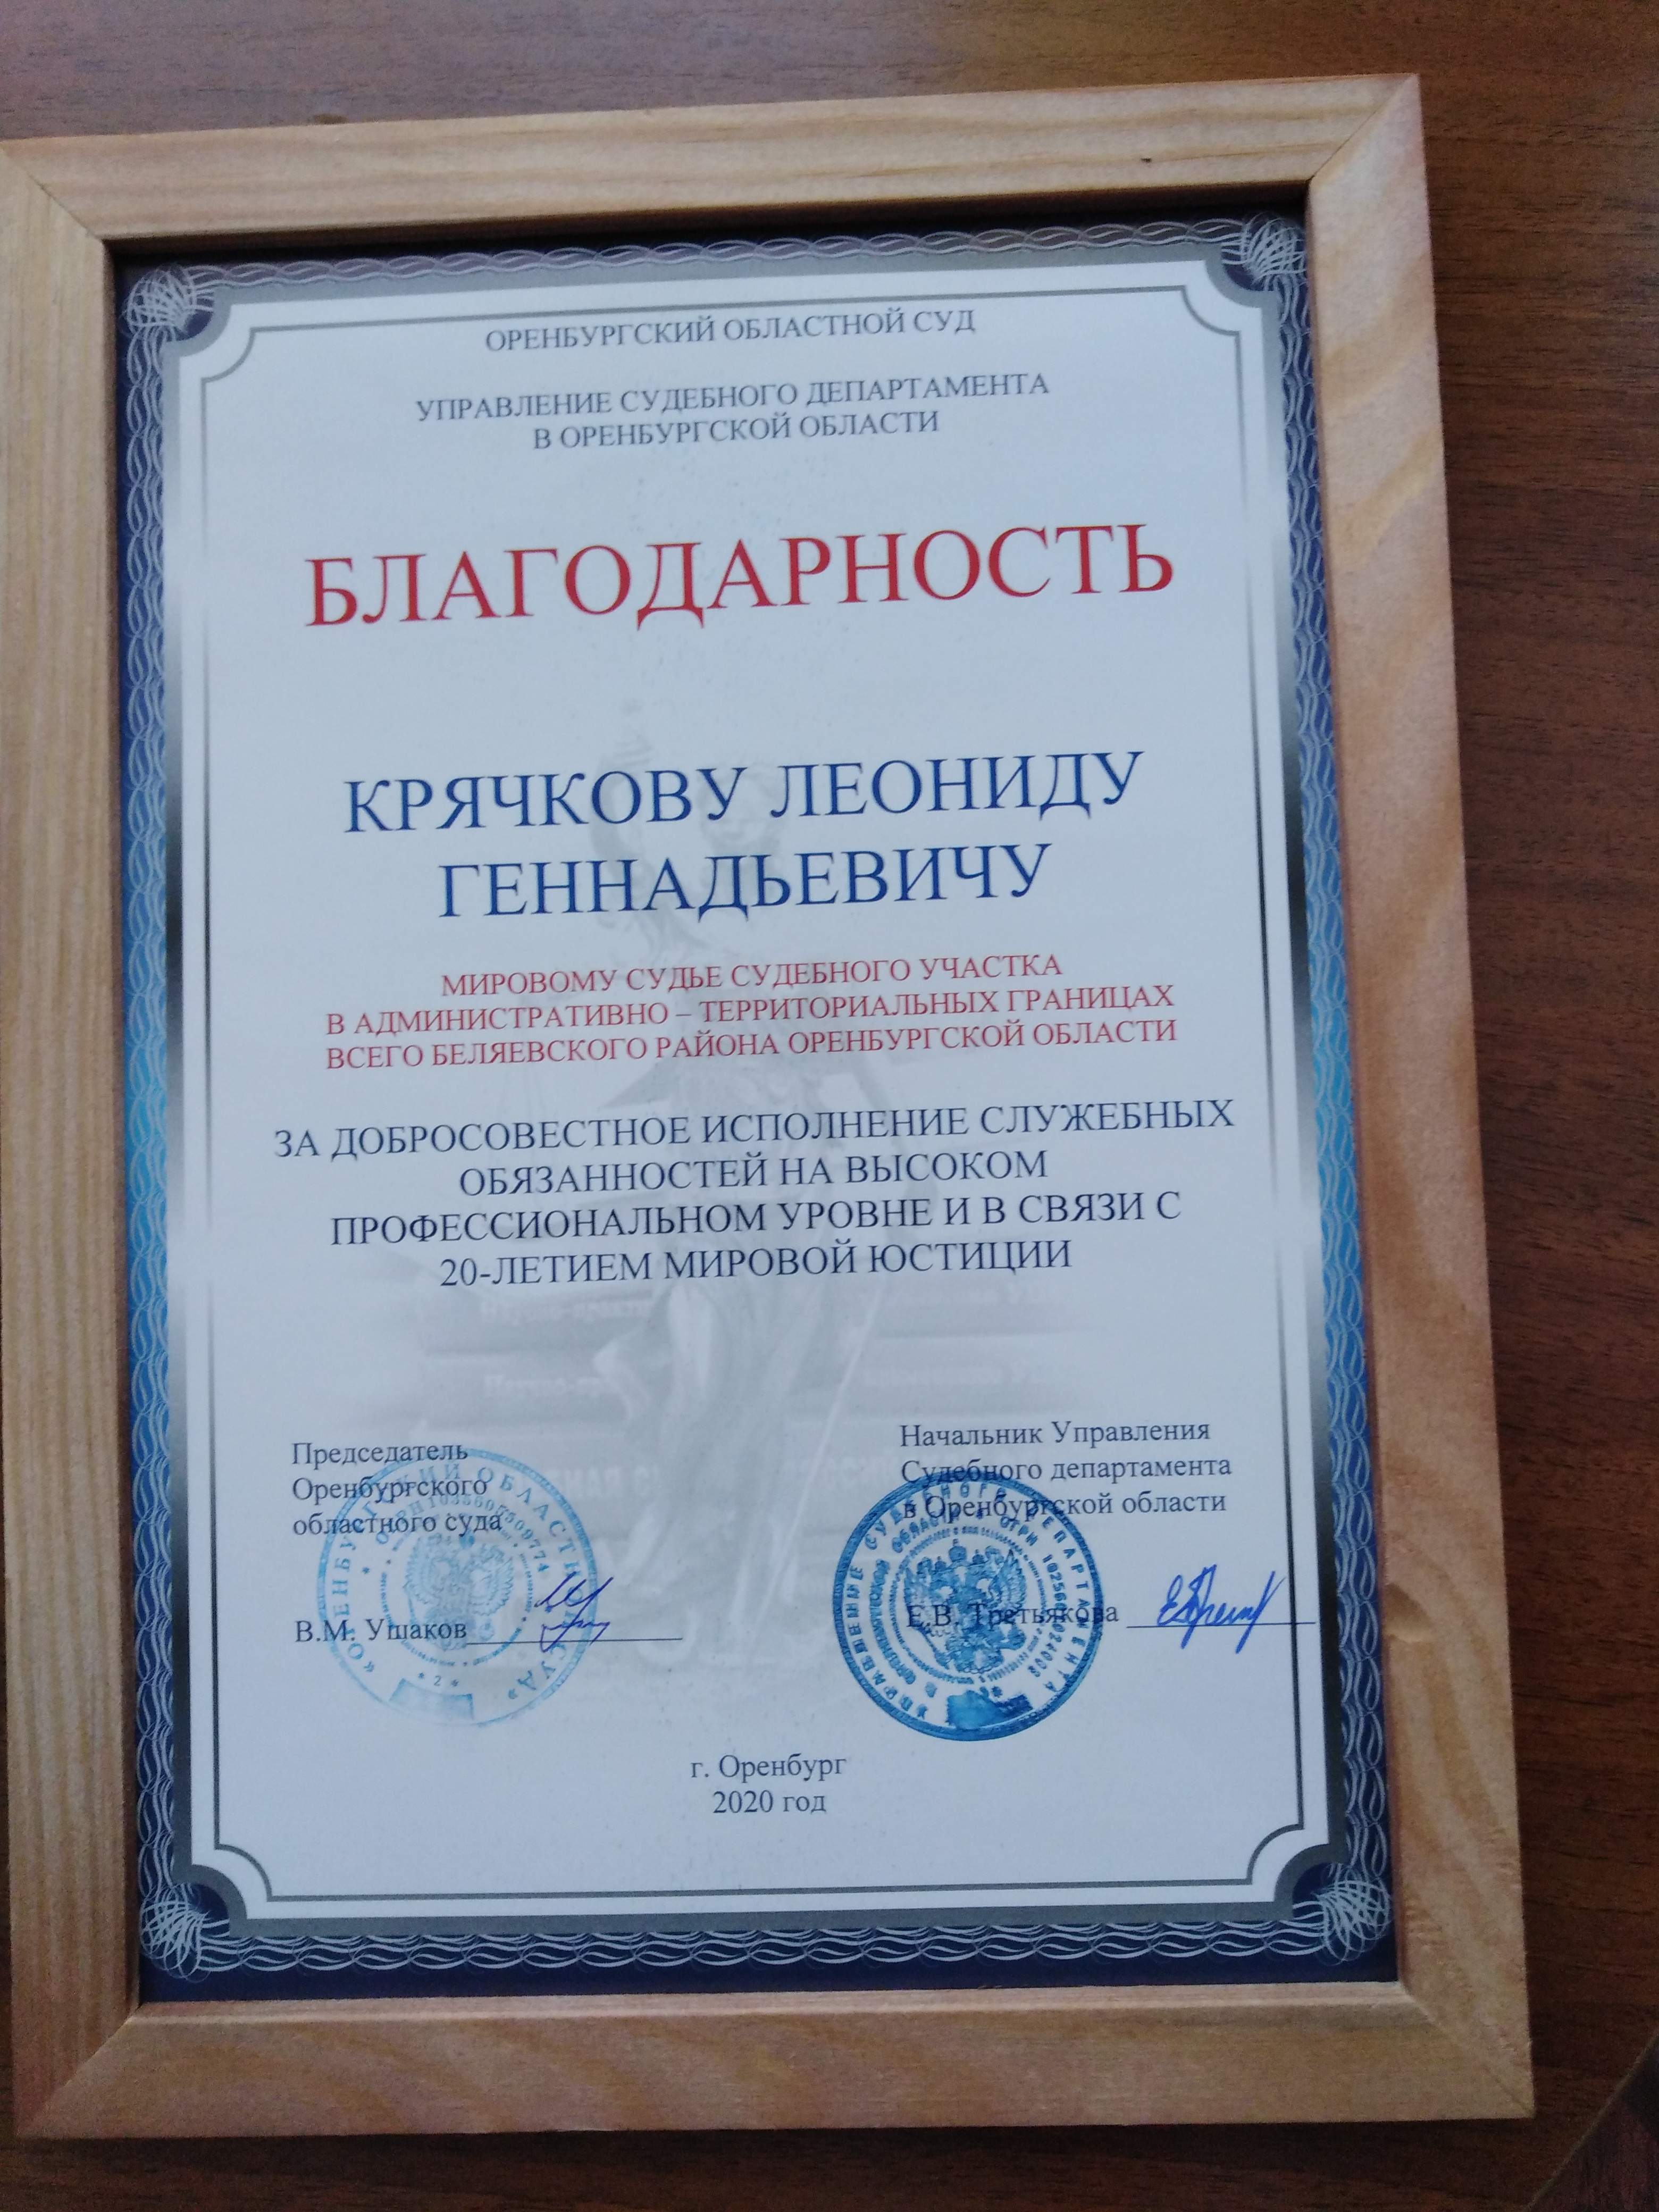 ОРЕНБУРГСКИЙ ОБЛАСТНОЙ СУД
УПРАВЛЕНИЕ СУДЕБНОГО ДЕПАРТАМЕНТА
В ОРЕНБУРГСКОЙ ОБЛАСТИ
БЛАГОДАРНОСТЬ
КРЯЧКОВУ ЛЕОНИДУ
ГЕННАДЬЕВИЧУ
МИРОВОМУ СУДЬЕ СУДЕБНОГО УЧАСТКА
В АДМИНИСТРАТИВНО – ТЕРРИТОРИАЛЬНЫХ ГРАНИЦАХ
ВСЕГО БЕЛЯЕВСКОГО РАЙОНА ОРЕНБУРГСКОЙ ОБЛАСТИ
ЗА ДОБРОСОВЕСТНОЕ ИСПОЛНЕНИЕ СЛУЖЕБНЫХ
ОБЯЗАННОСТЕЙ НА ВЫСОКОМ
ПРОФЕССИОНАЛЬНОМ УРОВНЕ И В СВЯЗИ С
20-ЛЕТИЕМ МИРОВОЙ ЮСТИЦИИ
Председатель
Оренбургского
областного суда
В.М. Ушаков
Начальник Управления
Судебного департамента
в Оренбургской области
Е.В. Третьякова
г. Оренбург
2020 год